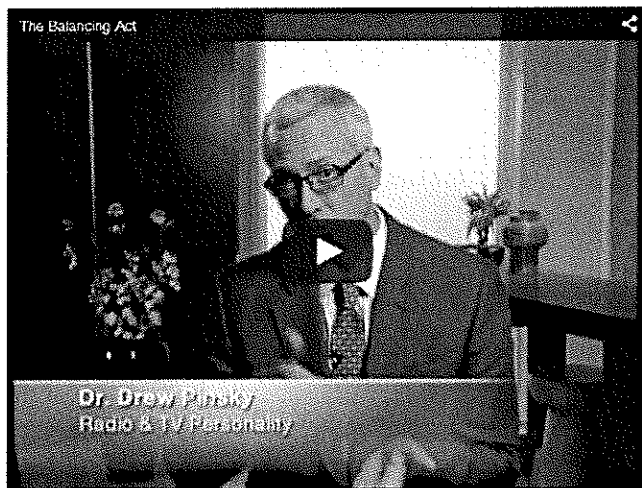 The Balancing Act
Dr. Drew Pinsky
Radio & TV Personality